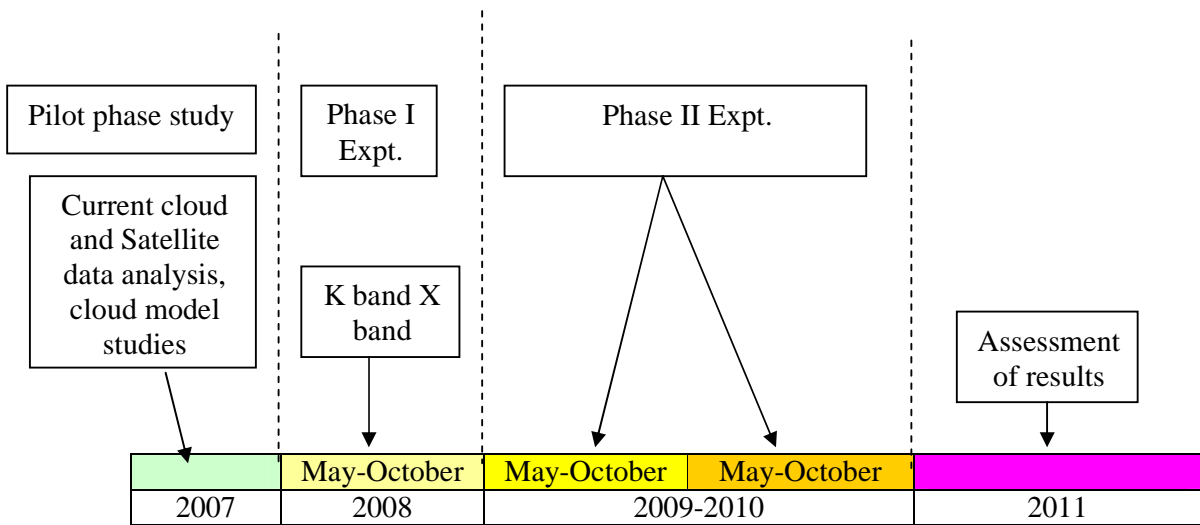 Pilot phase study
Phase I
Expt.
Phase II Expt.
Current cloud
and Satellite
data analysis,
cloud model
studies
K band X
band
Assessment
of results
May-October
May-October
May-October
2007
2008
2009-2010
2011